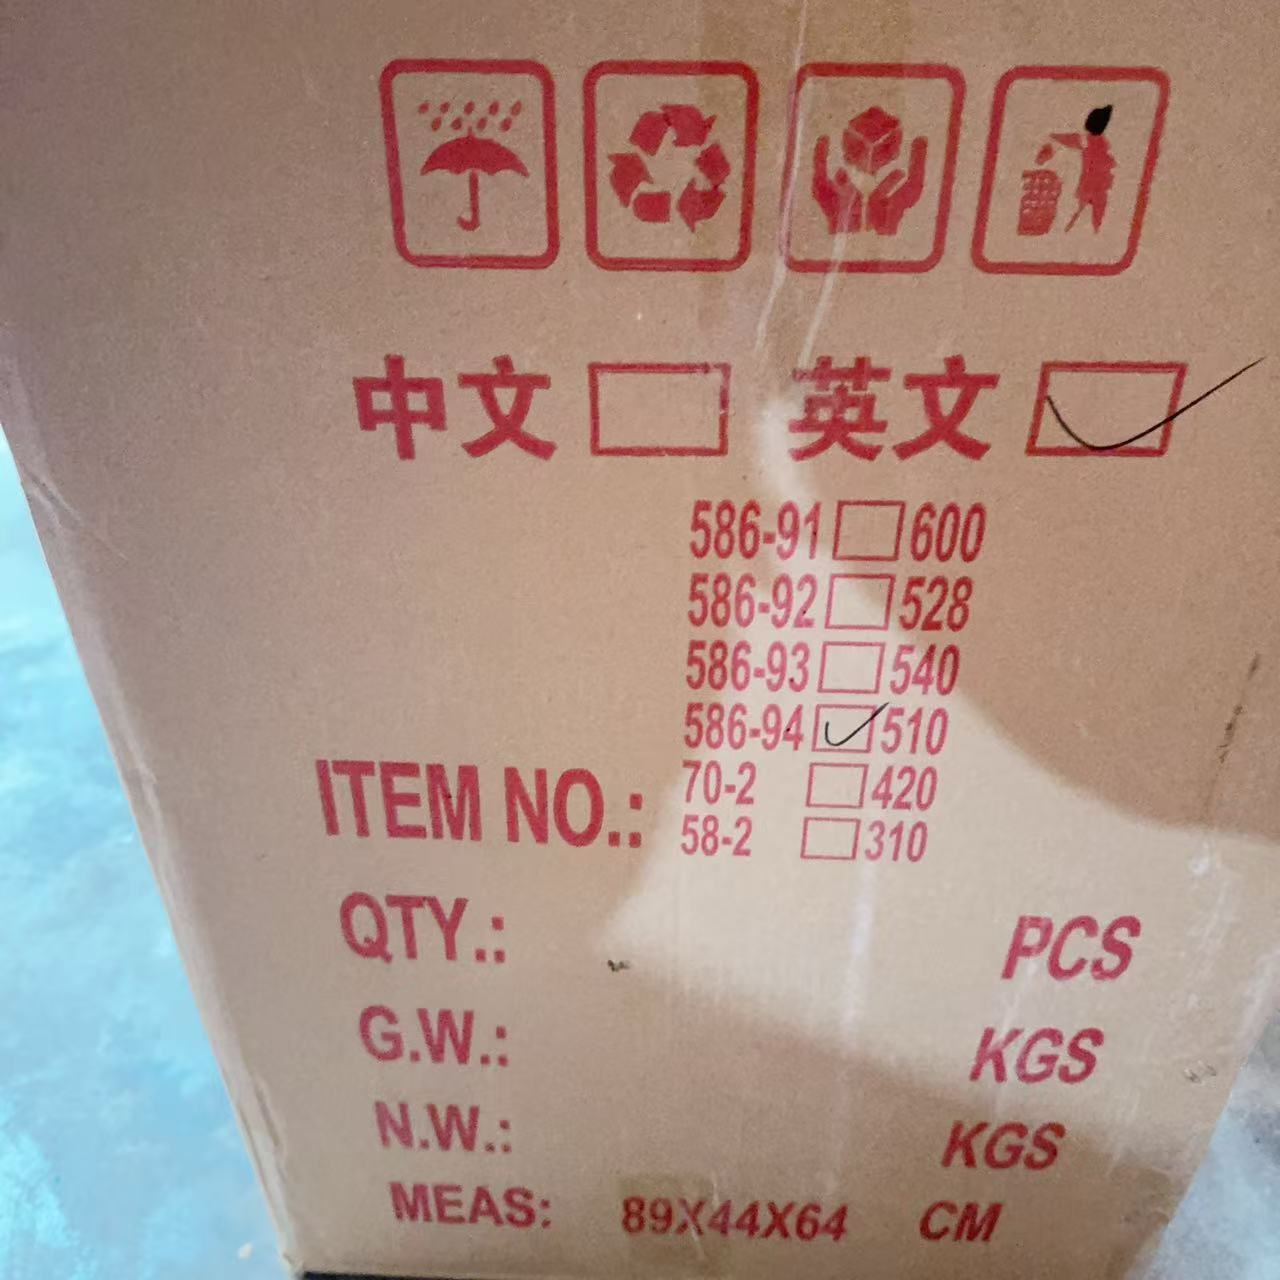 中文 英文
586-91 600
586-92 528
586-93 540
586-94 510
ITEM NO.: 70-2 420
58-2 310
QTY.: PCS
G.W.: KGS
N.W.: KGS
MEAS: 89X44X64 CM